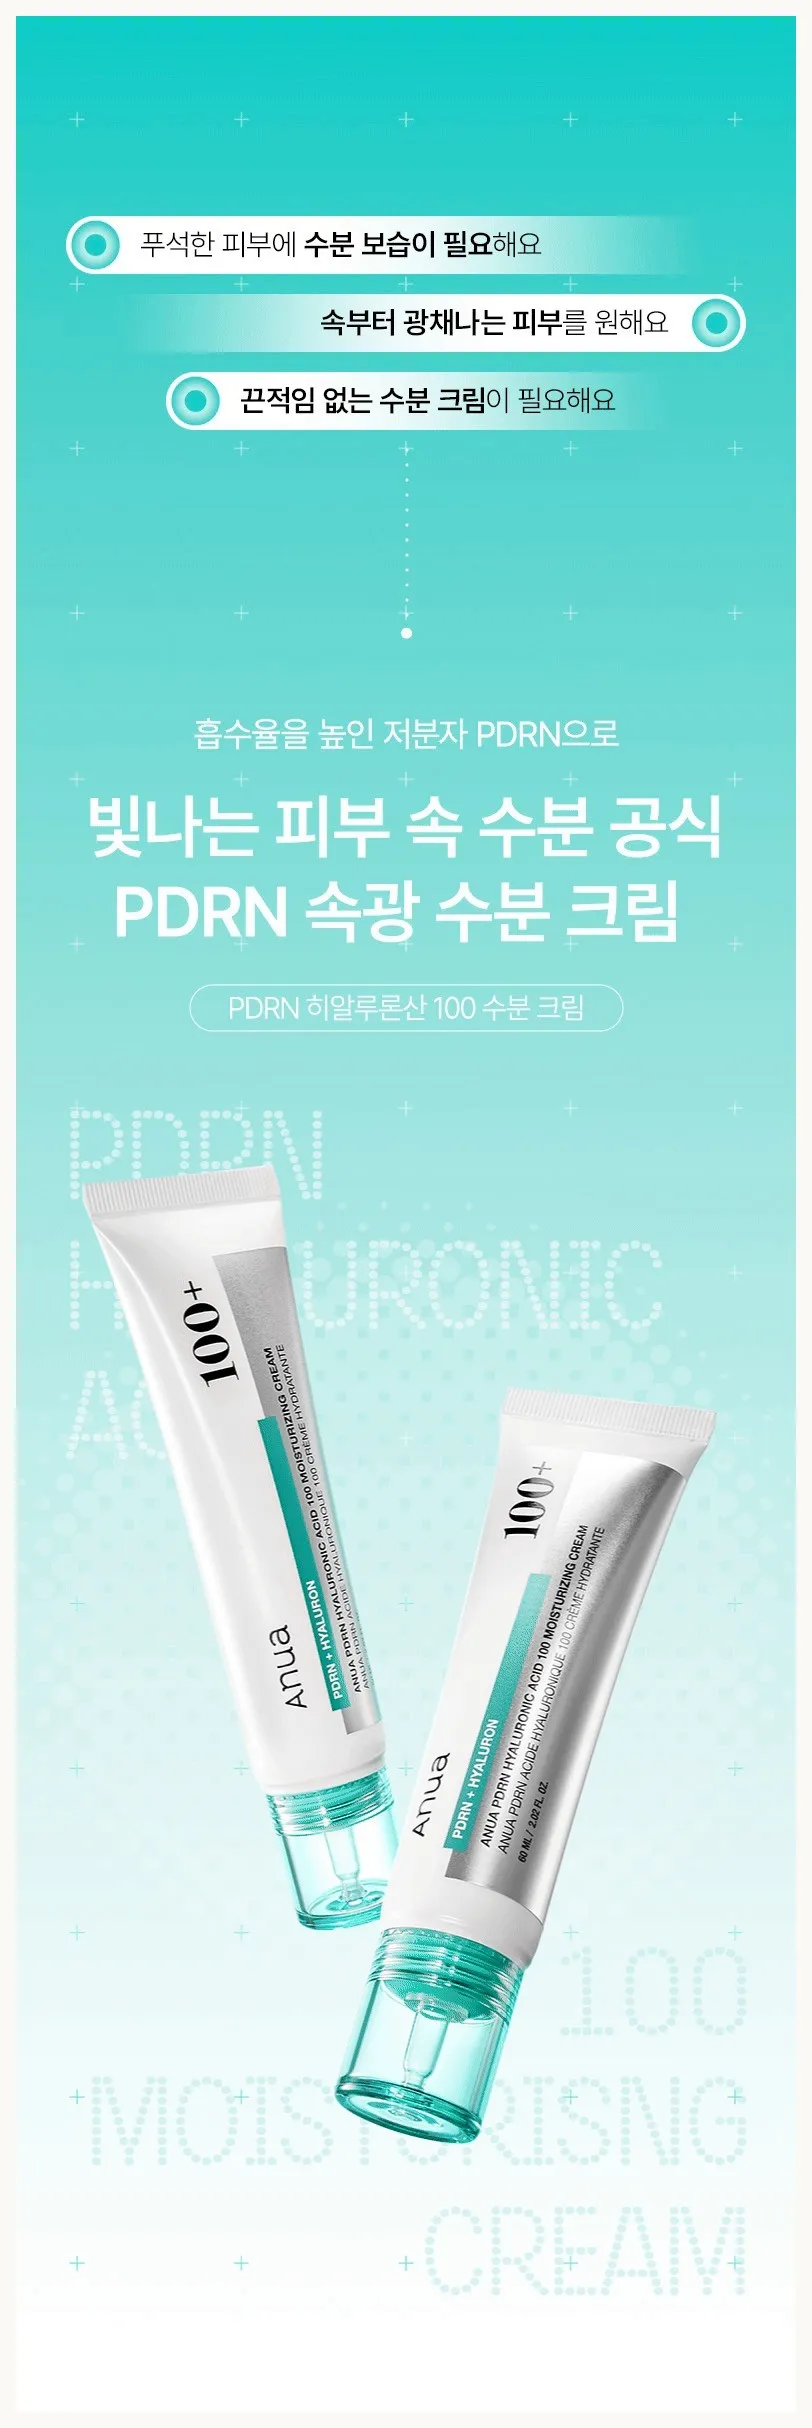 푸석한 피부에 수분 보습이 필요해요
속부터 광채나는 피부를 원해요
끈적임 없는 수분 크림이 필요해요
흡수율을 높인 저분자 PDRN으로
빛나는 피부 속 수분 공식
PDRN 속광 수분 크림
PDRN 히알루론산 100 수분 크림
PDRN
100+
PDRN + HYALURON
ANUA PDRN HYALURONIC ACID 100 MOISTURIZING CREAM
ANUA PDRN ACIDE HYALURONIQUE 100 CRÈME HYDRATANTE
Anua
100+
PDRN + HYALURON
ANUA PDRN HYALURONIC ACID 100 MOISTURIZING CREAM
ANUA PDRN ACIDE HYALURONIQUE 100 CRÈME HYDRATANTE
60 ML / 2.02 FL. OZ.
Anua
100
CREAM